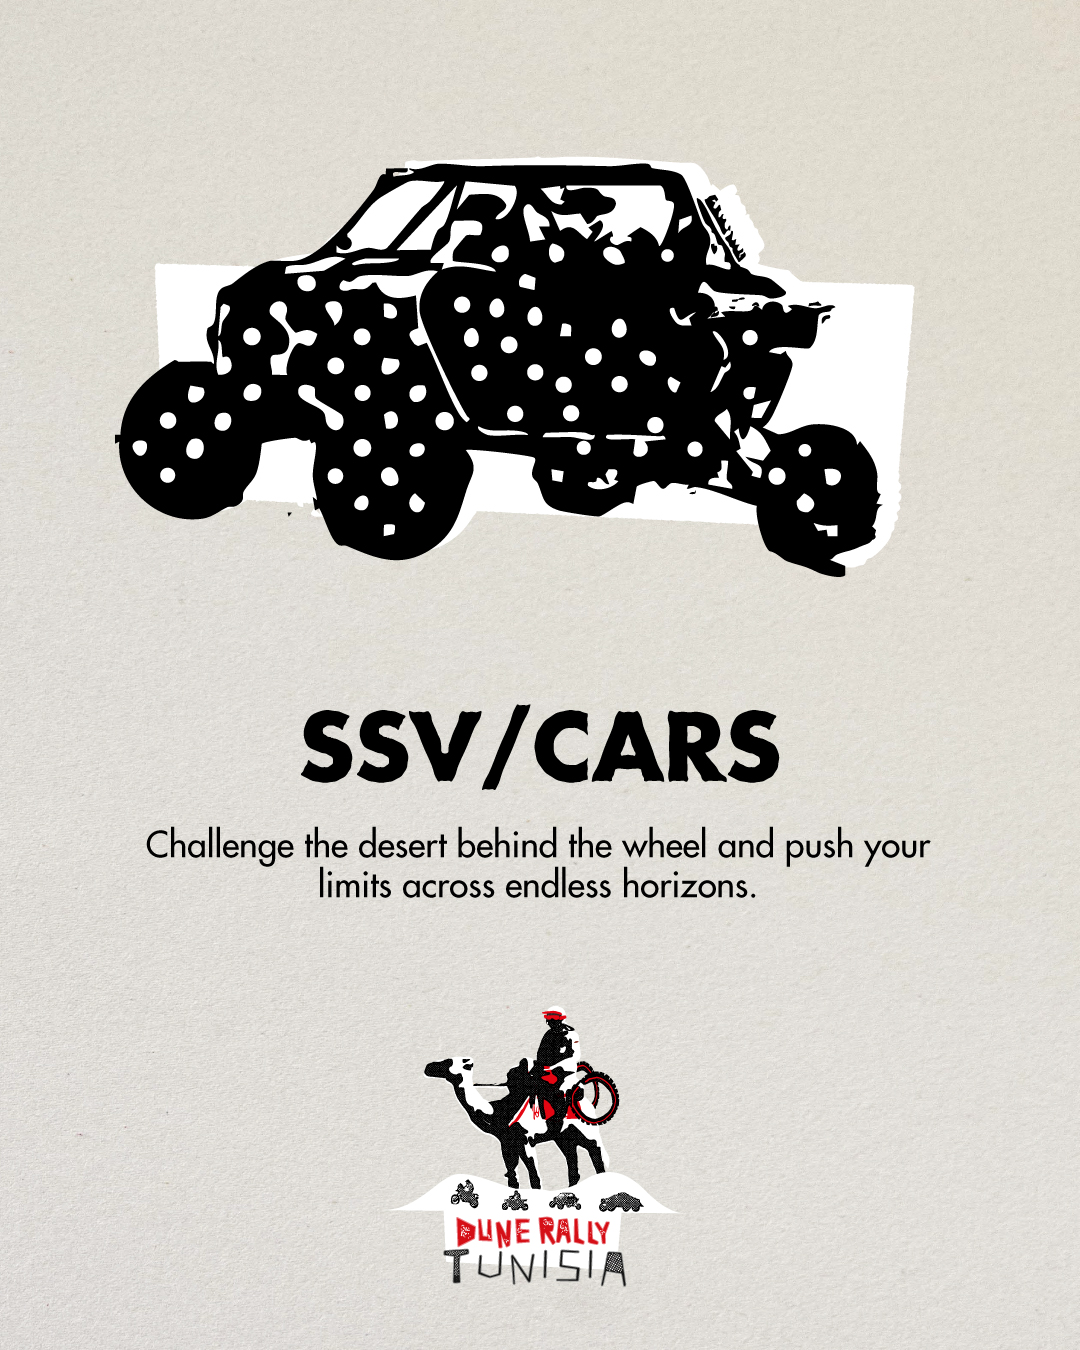 SSV/CARS
Challenge the desert behind the wheel and push your
limits across endless horizons.
DUNE RALLY
TUNISIA